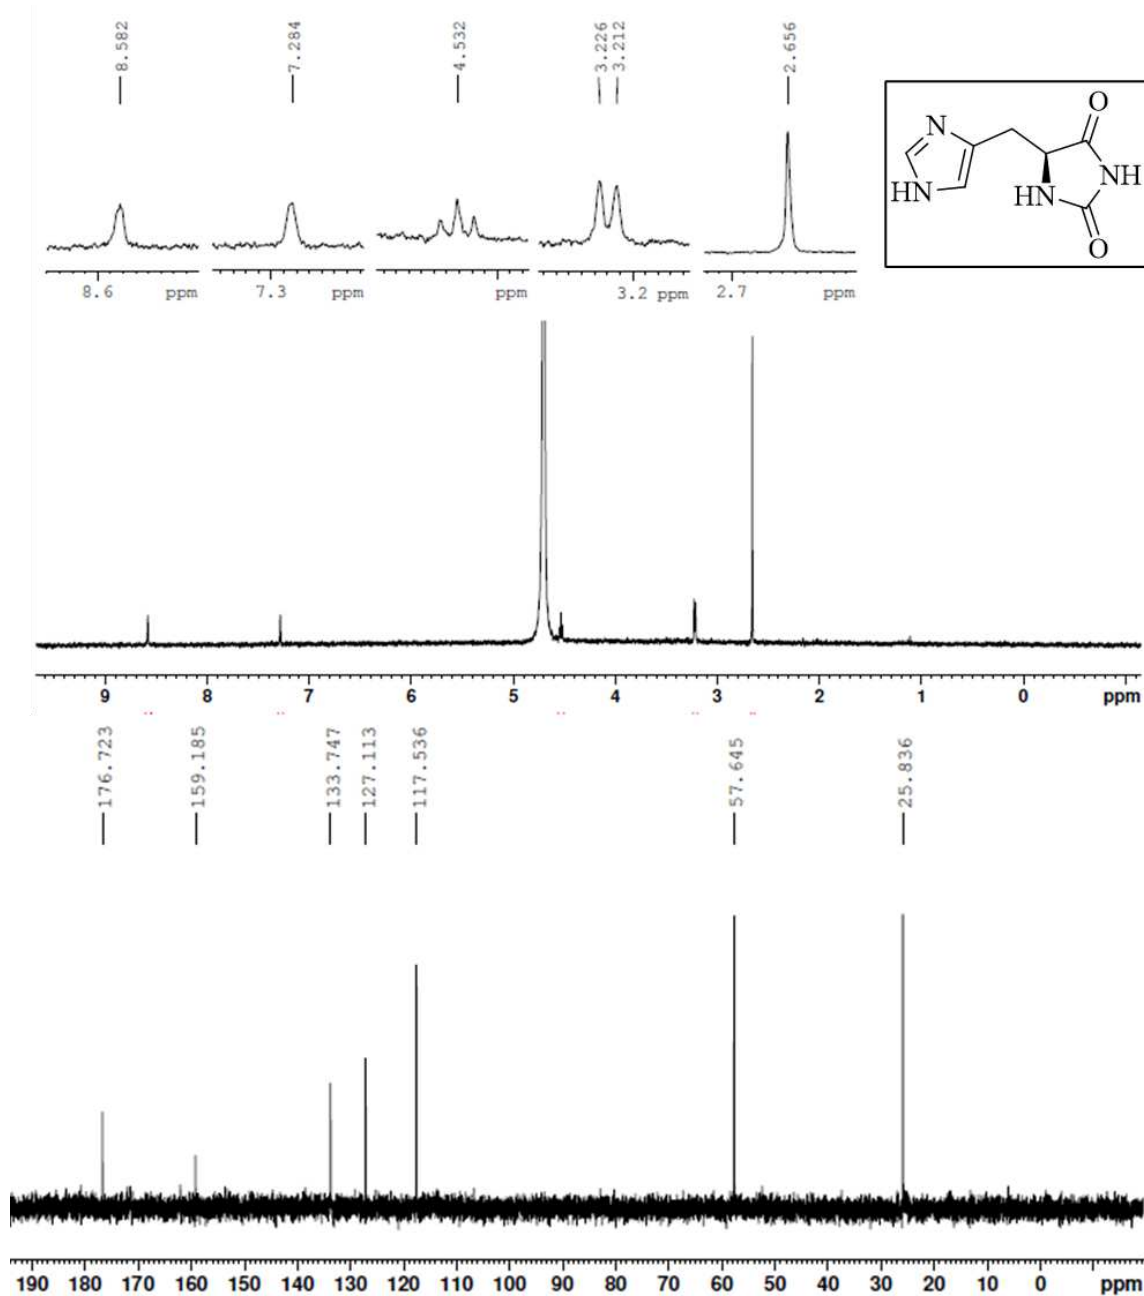 8.582 7.284 4.532 3.226 3.212 2.656
O
N
NH
HN HN
O
8.6 ppm 7.3 ppm ppm 3.2 ppm 2.7 ppm
9 8 7 6 5 4 3 2 1 0 ppm
176.723 159.185 133.747 127.113 117.536 57.645 25.836
190 180 170 160 150 140 130 120 110 100 90 80 70 60 50 40 30 20 10 0 ppm